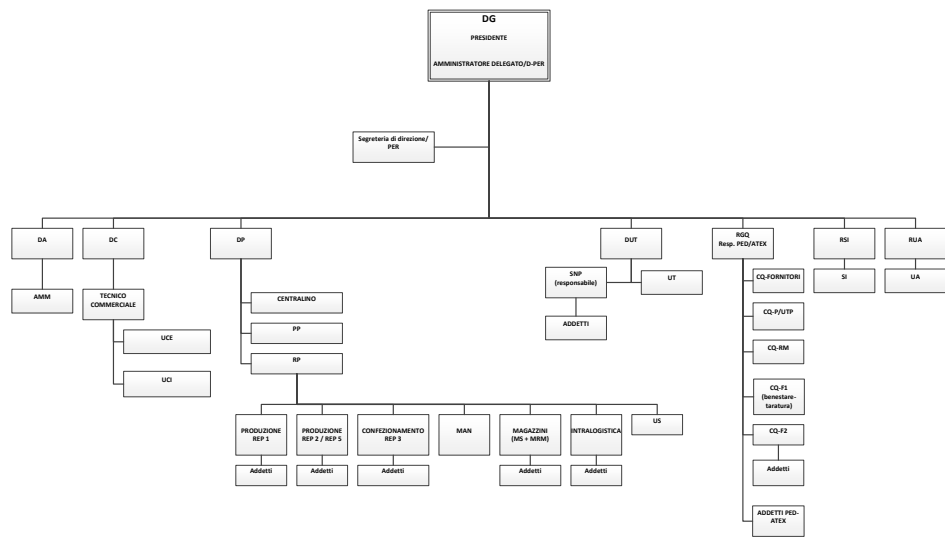 DG
PRESIDENTE
AMMINISTRATORE DELEGATO/D-PER
Segreteria di direzione/
PER
DA
DC
DP
DUT
RGQ
Resp. PED/ATEX
RSI
RUA
AMM
TECNICO
COMMERCIALE
UCE
UCI
CENTRALINO
PP
RP
SNP
(responsabile)
UT
ADDETTI
CQ-FORNITORI
CQ-P/UTP
CQ-RM
CQ-F1
(benestare-
taratura)
CQ-F2
Addetti
ADDETTI PED-
ATEX
SI
UA
PRODUZIONE
REP 1
PRODUZIONE
REP 2 / REP 5
CONFEZIONAMENTO
REP 3
MAN
MAGAZZINI
(MS + MRM)
INTRALOGISTICA
US
Addetti
Addetti
Addetti
Addetti
Addetti